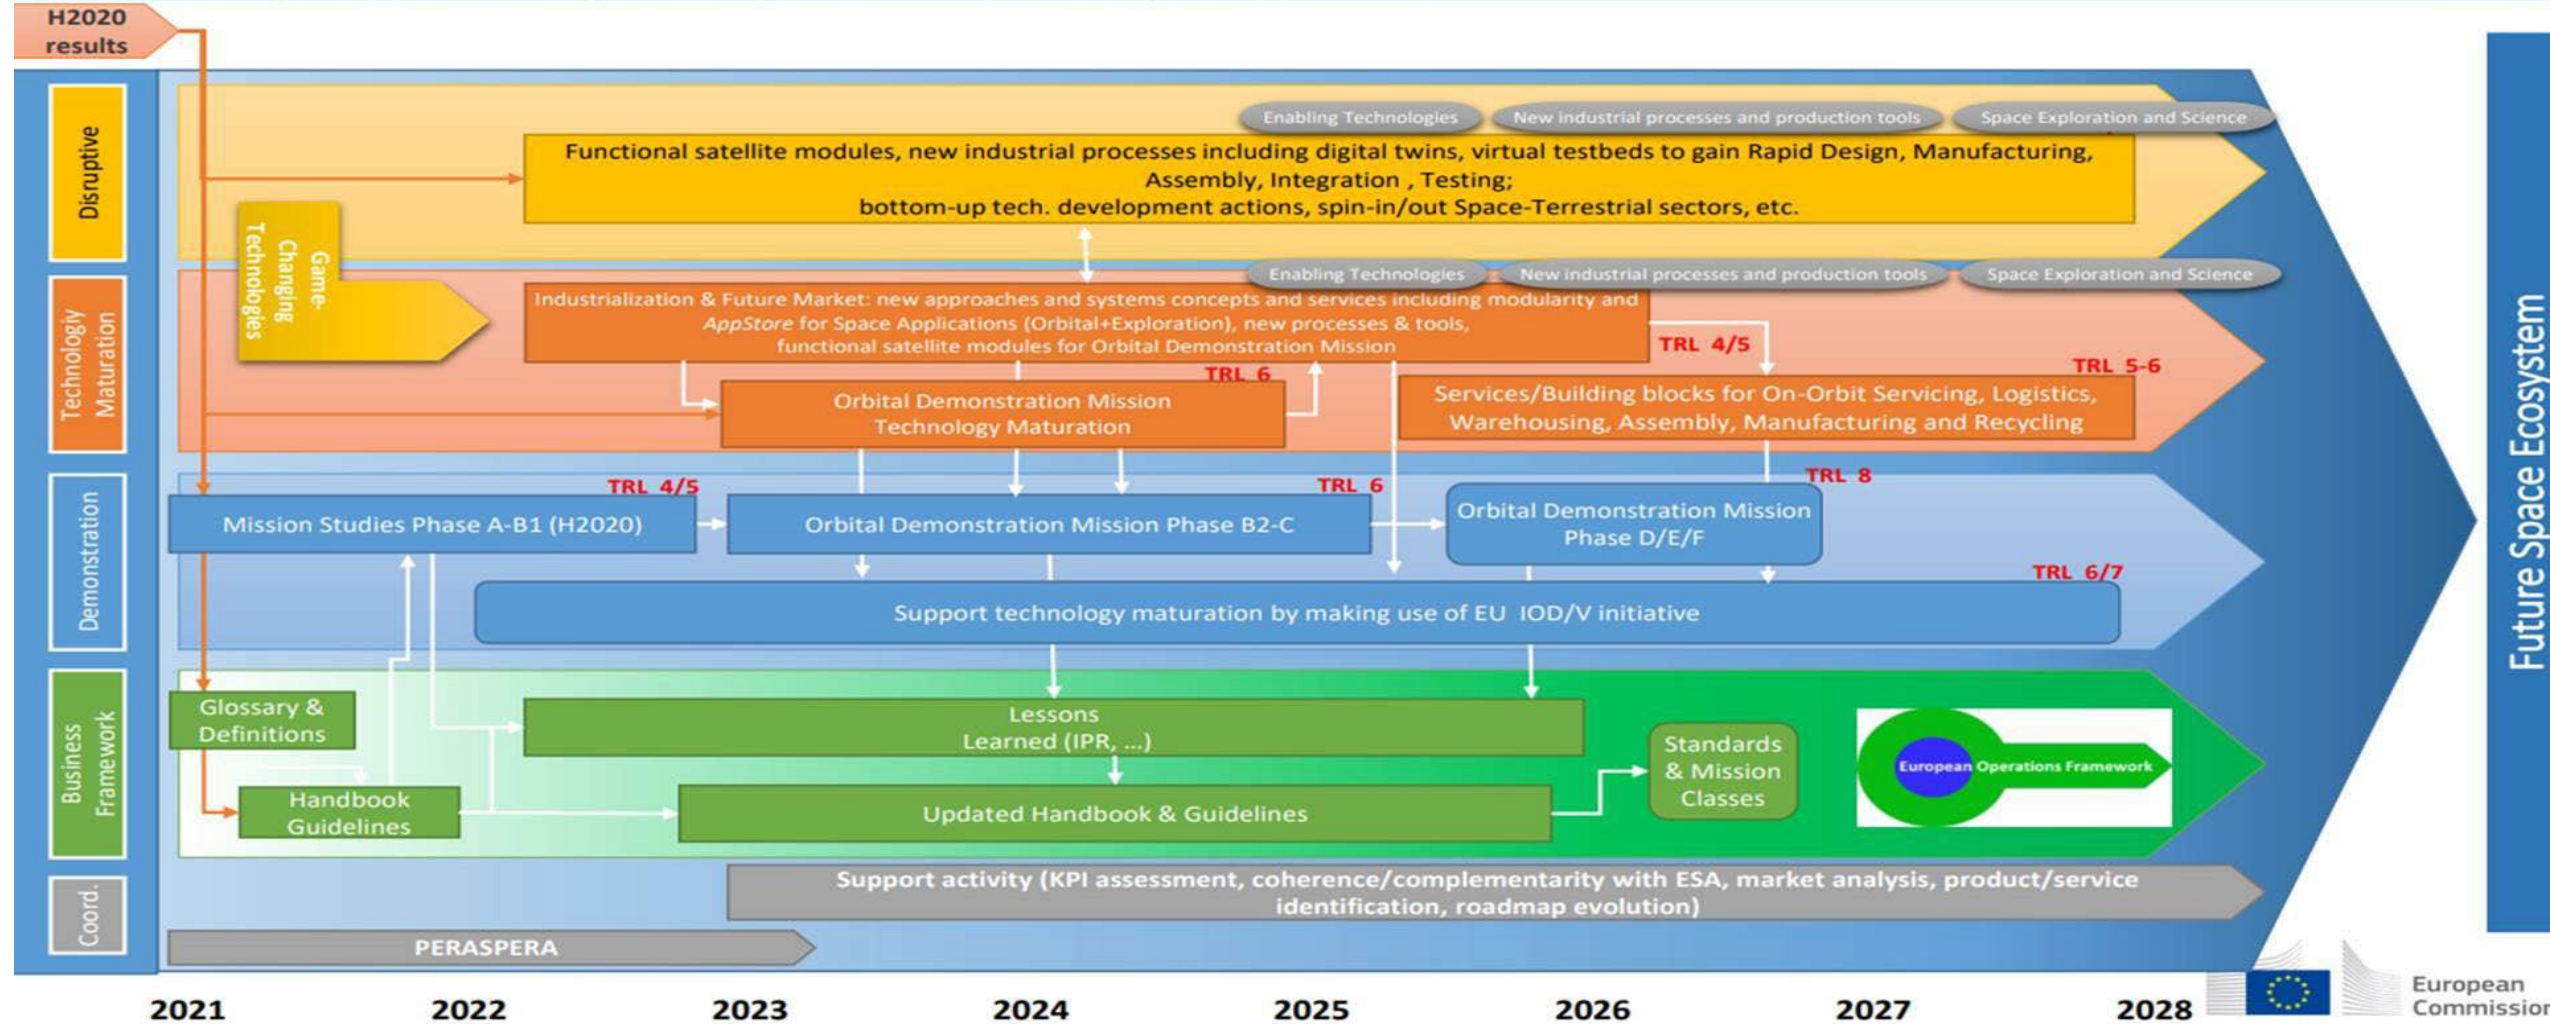 H2020
results
Disruptive
Enabling Technologies
New industrial processes and production tools
Space Exploration and Science
Functional satellite modules, new industrial processes including digital twins, virtual testbeds to gain Rapid Design, Manufacturing,
Assembly, Integration , Testing;
bottom-up tech. development actions, spin-in/out Space-Terrestrial sectors, etc.
Game-
Changing
Technologies
Technologiy
Maturation
Enabling Technologies
New industrial processes and production tools
Space Exploration and Science
Industrialization & Future Market: new approaches and systems concepts and services including modularity and
AppStore for Space Applications (Orbital+Exploration), new processes & tools,
functional satellite modules for Orbital Demonstration Mission
TRL 4/5
TRL 6
Orbital Demonstration Mission
Technology Maturation
TRL 5-6
Services/Building blocks for On-Orbit Servicing, Logistics,
Warehousing, Assembly, Manufacturing and Recycling
Demonstration
TRL 4/5
Mission Studies Phase A-B1 (H2020)
TRL 6
Orbital Demonstration Mission Phase B2-C
TRL 8
Orbital Demonstration Mission
Phase D/E/F
TRL 6/7
Support technology maturation by making use of EU IOD/V initiative
Business
Framework
Glossary &
Definitions
Handbook
Guidelines
Lessons
Learned (IPR, ...)
Updated Handbook & Guidelines
Standards
& Mission
Classes
European Operations Framework
Coord.
Support activity (KPI assessment, coherence/complementarity with ESA, market analysis, product/service
identification, roadmap evolution)
PERASPERA
Future Space Ecosystem
2021
2022
2023
2024
2025
2026
2027
2028
European
Commission